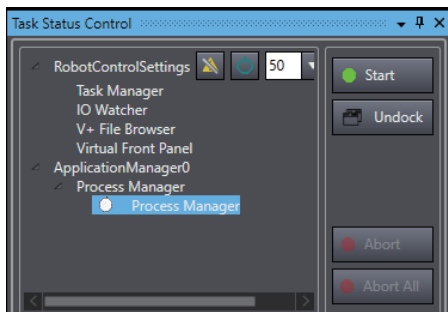 Task Status Control
RobotControlSettings 50
Task Manager
IO Watcher
V+ File Browser
Virtual Front Panel
ApplicationManager0
Process Manager
Process Manager
Start
Undock
Abort
Abort All